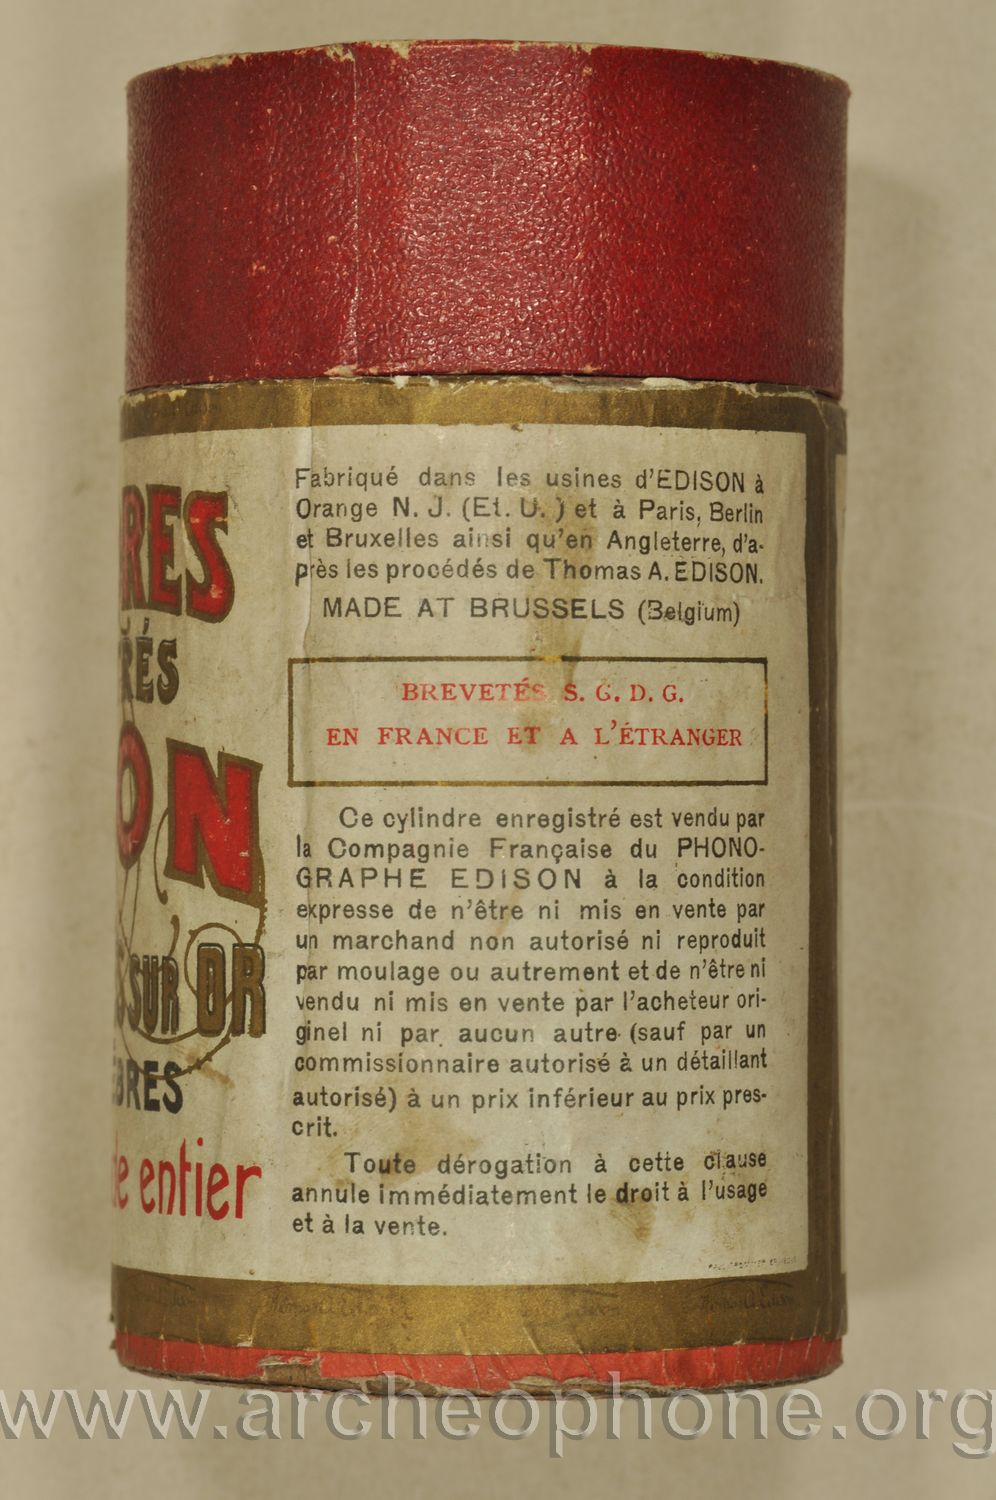 RES
RÉS
ON
SUR OR
BRES
entier
Fabriqué dans les usines d'EDISON à
Orange N. J. (Et. U. ) et à Paris, Berlin
et Bruxelles ainsi qu'en Angleterre, d'a-
près les procédés de Thomas A. EDISON.
MADE AT BRUSSELS (Belgium)
BREVETÉS S. G. D. G.
EN FRANCE ET A L'ÉTRANGER
Ce cylindre enregistré est vendu par
la Compagnie Française du PHONO-
GRAPHE EDISON à la condition
expresse de n'être ni mis en vente par
un marchand non autorisé ni reproduit
par moulage ou autrement et de n'être ni
vendu ni mis en vente par l'acheteur ori-
ginel ni par aucun autre (sauf par un
commissionnaire autorisé à un détaillant
autorisé) à un prix inférieur au prix pres-
crit.
Toute dérogation à cette clause
annule immédiatement le droit à l'usage
et à la vente.
www.archeophone.org